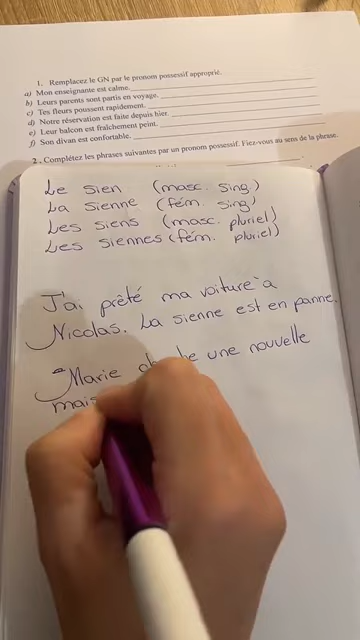 1. Remplacez le GN par le pronom possessif approprié.
a) Mon enseignante est calme.
b) Leurs parents sont partis en voyage.
c) Tes fleurs poussent rapidement.
d) Notre réservation est faite depuis hier.
e) Leur balcon est fraîchement peint.
f) Son divan est confortable.
2. Complétez les phrases suivantes par un pronom possessif. Fiez-vous au sens de la phrase.
Le sien (masc. sing.)
La sienne (fém. sing)
Les siens (masc. pluriel)
Les siennes (fém. pluriel)
J'ai prêté ma voiture à
Nicolas. La sienne est en panne.
Marie une nouvelle